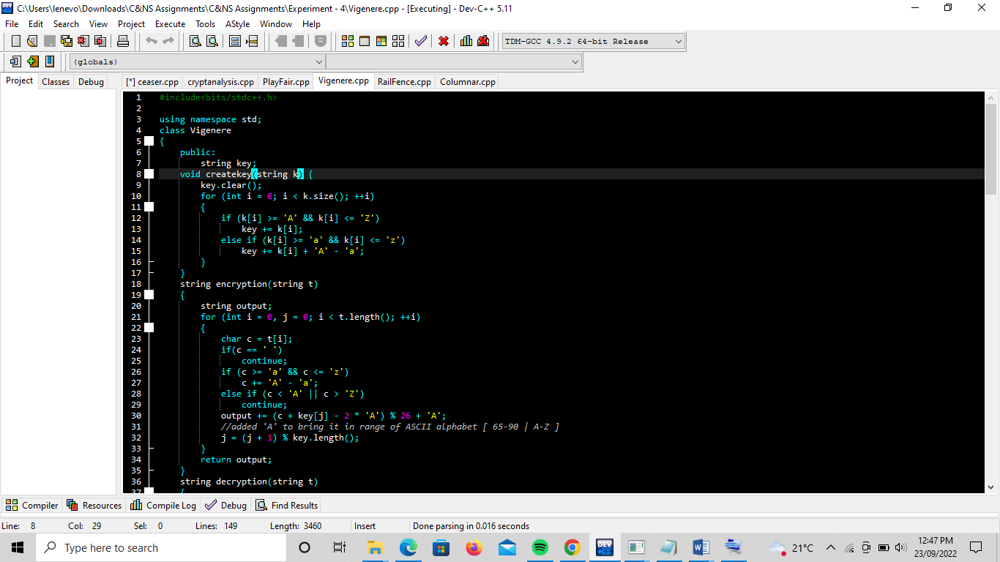 C:\Users\lenevo\Downloads\C&NS Assignments\C&NS Assignments\Experiment - 4\Vigenere.cpp - [Executing] - Dev-C++ 5.11
File Edit Search View Project Execute Tools AStyle Window Help
TDM-GCC 4.9.2 64-bit Release
(globals)
Project Classes Debug [*] ceaser.cpp cryptanalysis.cpp PlayFair.cpp Vigenere.cpp RailFence.cpp Columnar.cpp
1 #include<bits/stdc++.h>
2
3 using namespace std;
4 class Vigenere
5 {
6     public:
7         string key;
8     void createkey(string k) {
9         key.clear();
10         for (int i = 0; i < k.size(); ++i)
11         {
12             if (k[i] >= 'A' && k[i] <= 'Z')
13                 key += k[i];
14             else if (k[i] >= 'a' && k[i] <= 'z')
15                 key += k[i] + 'A' - 'a';
16         }
17     }
18     string encryption(string t)
19     {
20         string output;
21         for (int i = 0, j = 0; i < t.length(); ++i)
22         {
23             char c = t[i];
24             if(c == ' ')
25                 continue;
26             if (c >= 'a' && c <= 'z')
27                 c += 'A' - 'a';
28             else if (c < 'A' || c > 'Z')
29                 continue;
30             output += (c + key[j] - 2 * 'A') % 26 + 'A';
31             //added 'A' to bring it in range of ASCII alphabet [ 65-90 | A-Z ]
32             j = (j + 1) % key.length();
33         }
34         return output;
35     }
36     string decryption(string t)
37     {
Compiler Resources Compile Log Debug Find Results
Line: 8 Col: 29 Sel: 0 Lines: 149 Length: 3460 Insert Done parsing in 0.016 seconds
Type here to search
DEV
21°C
12:47 PM
23/09/2022